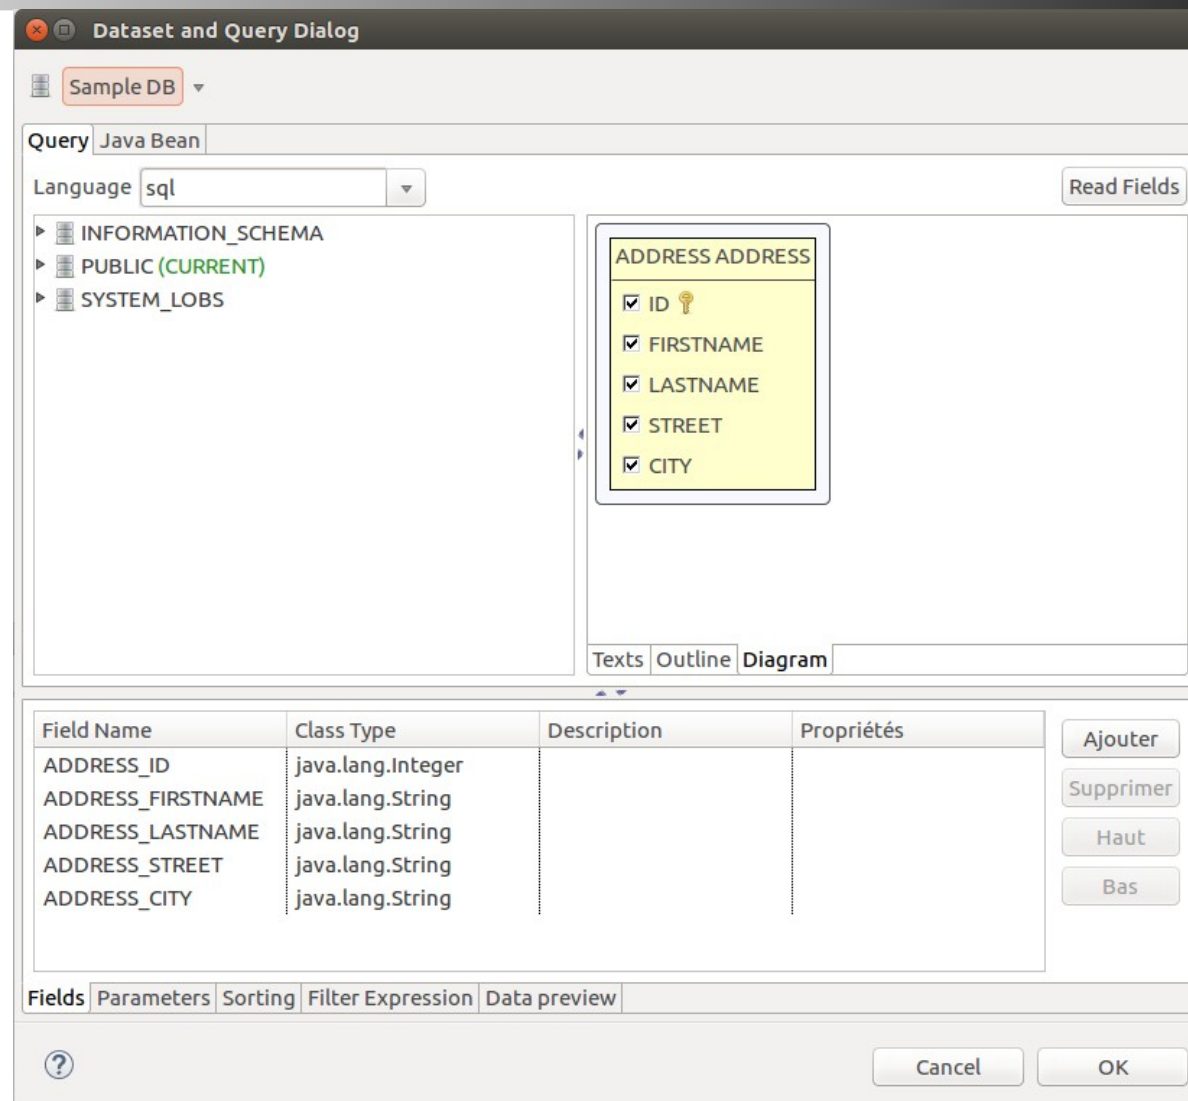 Dataset and Query Dialog
Sample DB
Query Java Bean
Language sql Read Fields
INFORMATION_SCHEMA
PUBLIC (CURRENT)
SYSTEM_LOBS
ADDRESS ADDRESS
ID
FIRSTNAME
LASTNAME
STREET
CITY
Texts Outline Diagram
Field Name Class Type Description Propriétés
ADDRESS_ID java.lang.Integer
ADDRESS_FIRSTNAME java.lang.String
ADDRESS_LASTNAME java.lang.String
ADDRESS_STREET java.lang.String
ADDRESS_CITY java.lang.String
Ajouter
Supprimer
Haut
Bas
Fields Parameters Sorting Filter Expression Data preview
? Cancel OK